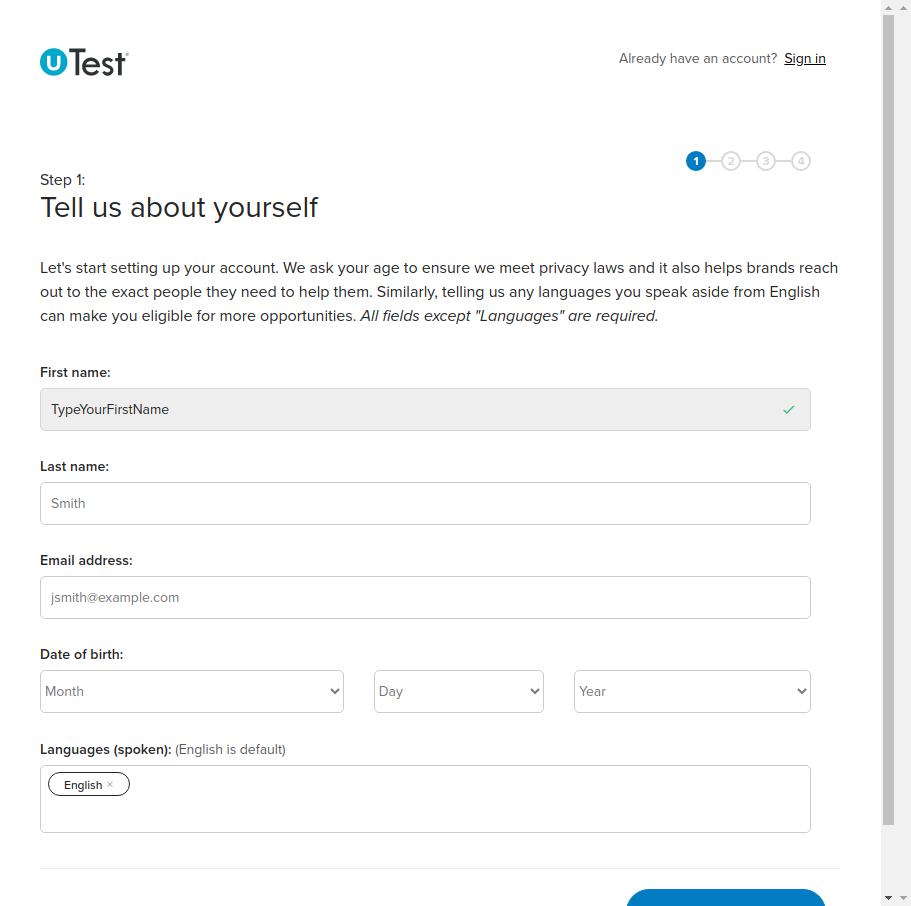 uTest
Already have an account? Sign in
1 2 3 4
Step 1:
Tell us about yourself
Let's start setting up your account. We ask your age to ensure we meet privacy laws and it also helps brands reach
out to the exact people they need to help them. Similarly, telling us any languages you speak aside from English
can make you eligible for more opportunities. All fields except "Languages" are required.
First name:
TypeYourFirstName
Last name:
Smith
Email address:
jsmith@example.com
Date of birth:
Month Day Year
Languages (spoken): (English is default)
English ×